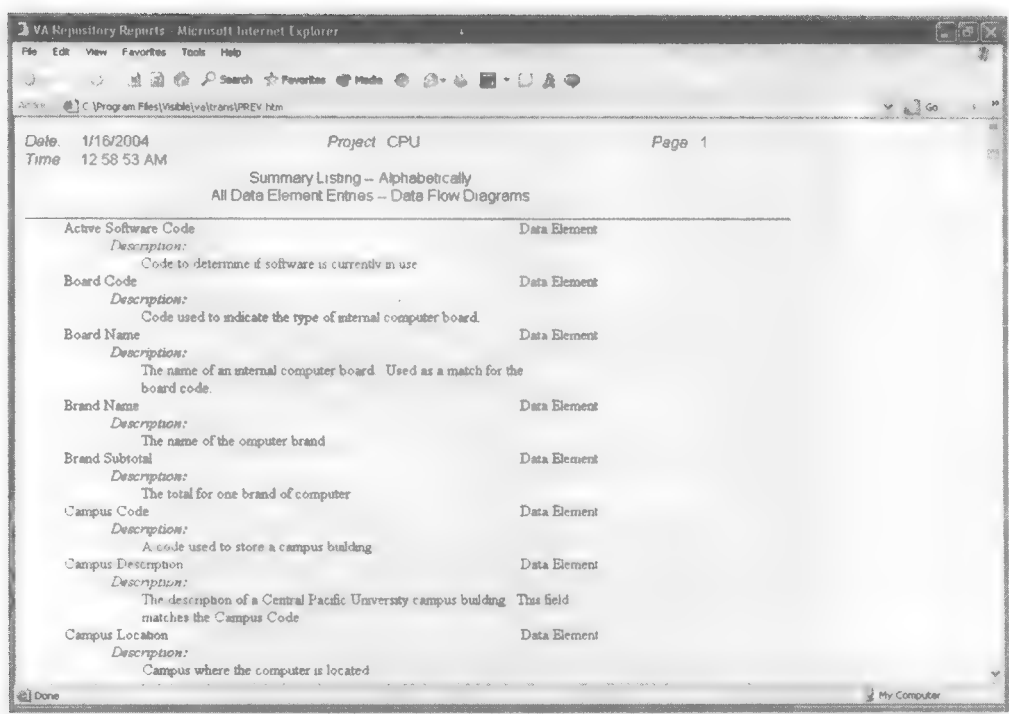 VA Repository Reports - Microsoft Internet Explorer
File Edit View Favorites Tools Help
Search Favorites Media
C:\Program Files\Visible\va\trans\PREV.htm Go
Date. 1/16/2004 Project CPU Page 1
Time 12 58 53 AM
Summary Listing -- Alphabetically
All Data Element Entries -- Data Flow Diagrams
Active Software Code Data Element
Description:
Code to determine if software is currently in use
Board Code Data Element
Description:
Code used to indicate the type of internal computer board.
Board Name Data Element
Description:
The name of an internal computer board Used as a match for the
board code.
Brand Name Data Element
Description:
The name of the omputer brand
Brand Subtotal Data Element
Description:
The total for one brand of computer
Campus Code Data Element
Description:
A code used to store a campus building
Campus Description Data Element
Description:
The description of a Central Pacific University campus building This field
matches the Campus Code
Campus Location Data Element
Description:
Campus where the computer is located
Done My Computer